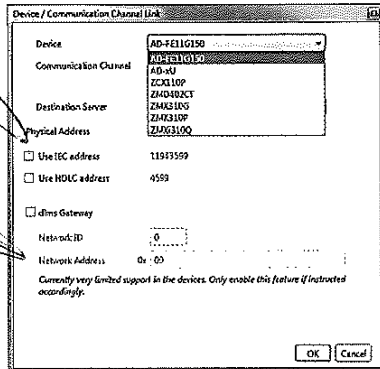 Device / Communication Channel Link
Device
AD-FE11G150
Communication Channel
AD-FE11G150
AD-xU
ZCX110P
ZMD402CT
ZMX310G
ZMX310P
ZMXG310Q
Destination Server
Physical Address
Use IEC address
11943599
Use HDLC address
4599
dlms Gateway
Network ID
0
Network Address
0x
00
Currently very limited support in the devices. Only enable this feature if instructed
accordingly.
OK
Cancel